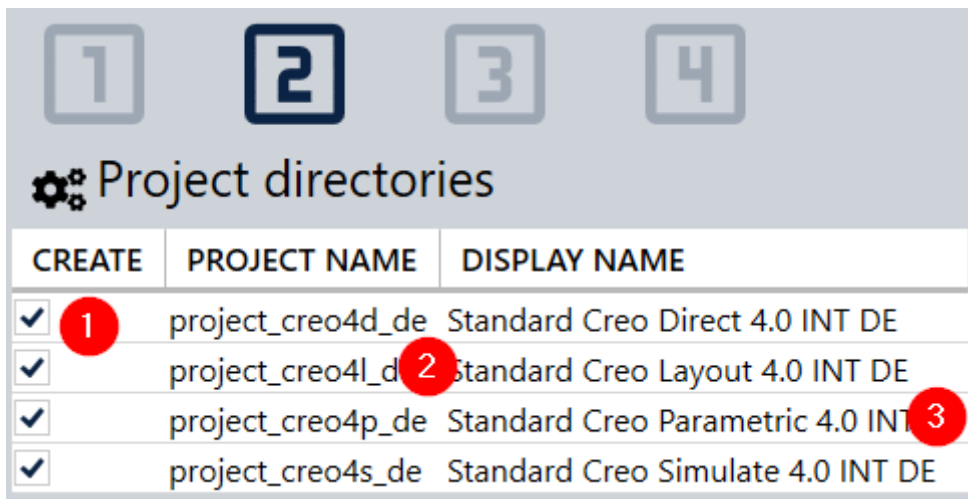 1 2 3 4
Project directories
CREATE PROJECT NAME DISPLAY NAME
1 project_creo4d_de Standard Creo Direct 4.0 INT DE
project_creo4l_d 2 Standard Creo Layout 4.0 INT DE
project_creo4p_de Standard Creo Parametric 4.0 INT 3
project_creo4s_de Standard Creo Simulate 4.0 INT DE